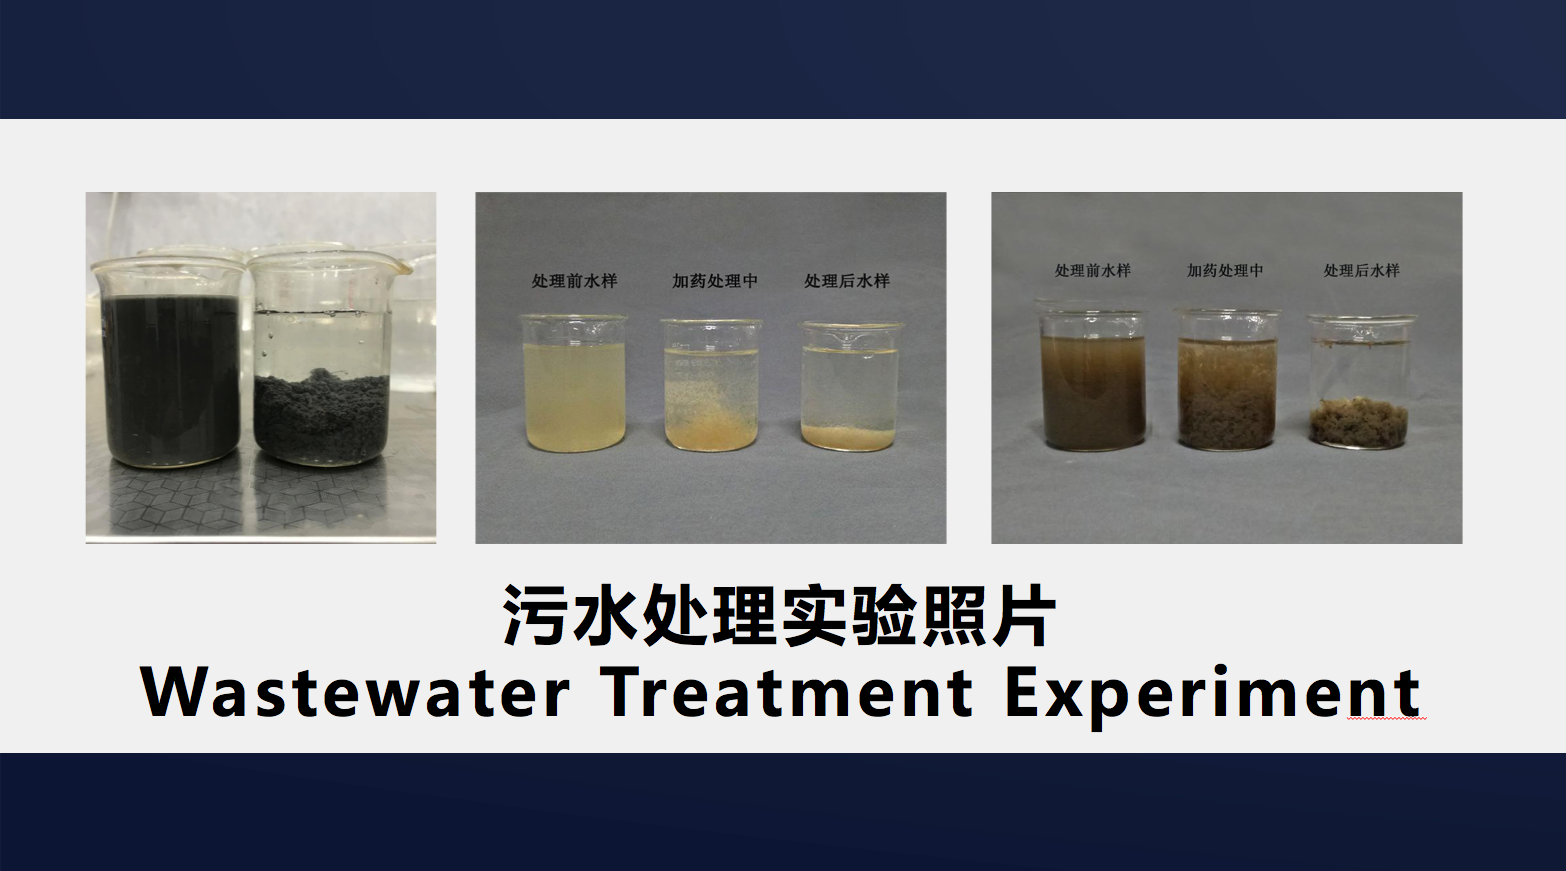 处理前水样
加药处理中
处理后水样
处理前水样
加药处理中
处理后水样
污水处理实验照片
Wastewater Treatment Experiment